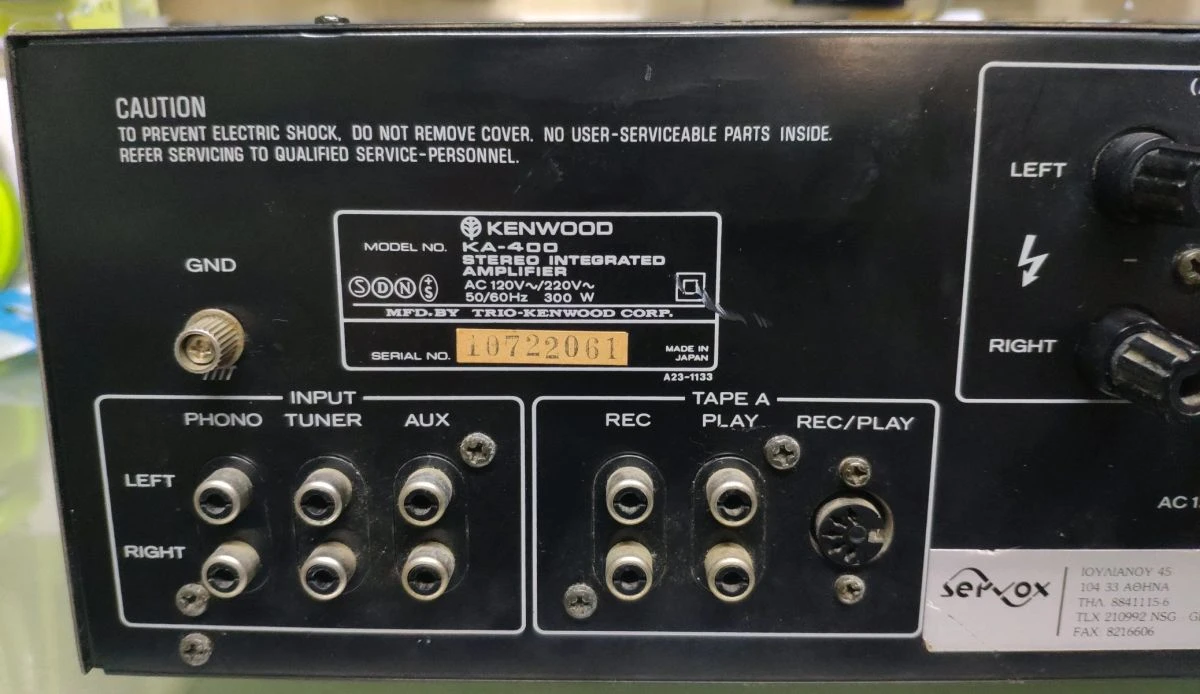 CAUTION
TO PREVENT ELECTRIC SHOCK, DO NOT REMOVE COVER. NO USER-SERVICEABLE PARTS INSIDE.
REFER SERVICING TO QUALIFIED SERVICE-PERSONNEL.
GND
KENWOOD
MODEL NO. KA-400
STEREO INTEGRATED
AMPLIFIER
S D N +S
AC 120V~/220V~
50/60Hz 300 W
MFD.BY TRIO-KENWOOD CORP.
SERIAL NO. 10722061
MADE IN
JAPAN
A23-1133
LEFT
RIGHT
INPUT
PHONO TUNER AUX
LEFT
RIGHT
TAPE A
REC PLAY REC/PLAY
AC
servox
ΙΟΥΛΙΑΝΟΥ 45
104 33 ΑΘΗΝΑ
ΤΗΛ. 8841115-6
TLX 210992 NSG
FAX: 8216606